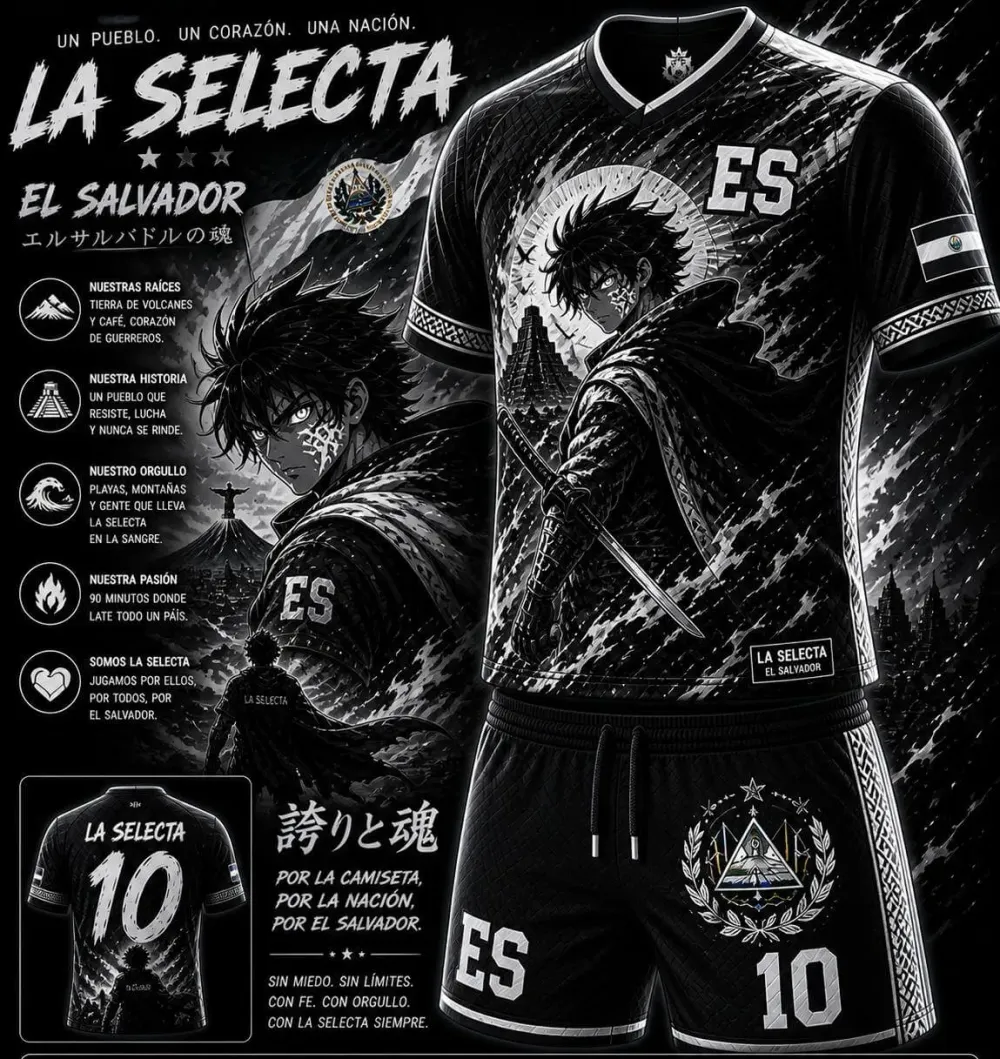 UN PUEBLO. UN CORAZÓN. UNA NACIÓN.
LA SELECTA
EL SALVADOR
エルサルバドルの魂
NUESTRAS RAÍCES
TIERRA DE VOLCANES
Y CAFÉ, CORAZÓN
DE GUERREROS.
NUESTRA HISTORIA
UN PUEBLO QUE
RESISTE, LUCHA
Y NUNCA SE RINDE.
NUESTRO ORGULLO
PLAYAS, MONTAÑAS
Y GENTE QUE LLEVA
LA SELECTA
EN LA SANGRE.
NUESTRA PASIÓN
90 MINUTOS DONDE
LATE TODO UN PÁÍS.
SOMOS LA SELECTA
JUGAMOS POR ELLOS,
POR TODOS, POR
EL SALVADOR.
ES
LA SELECTA
ES
LA SELECTA
EL SALVADOR
LA SELECTA
10
誇りと魂
POR LA CAMISETA,
POR LA NACIÓN,
POR EL SALVADOR.
SIN MIEDO. SIN LÍMITES.
CON FE. CON ORGULLO.
CON LA SELECTA SIEMPRE.
ES
10